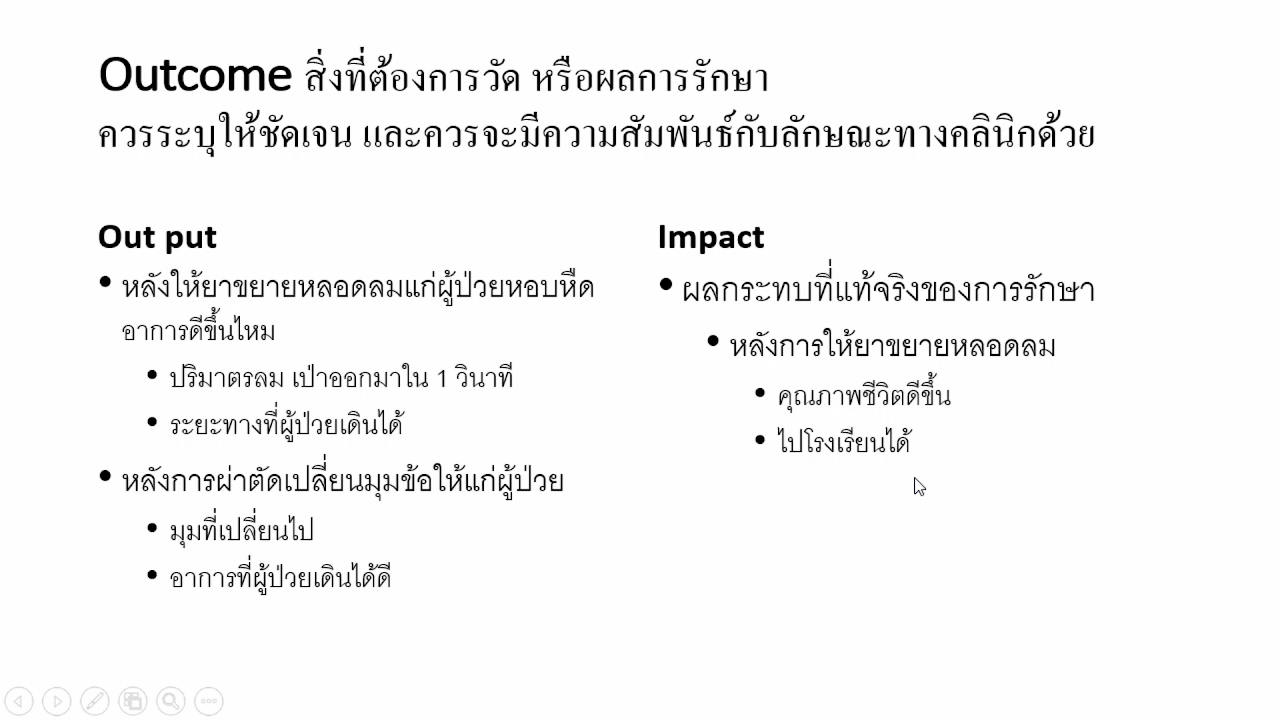 Outcome สิ่งที่ต้องการวัด หรือผลการรักษา
ควรระบุให้ชัดเจน และควรจะมีความสัมพันธ์กับลักษณะทางคลินิกด้วย
Out put
• หลังให้ยาขยายหลอดลมแก่ผู้ป่วยหอบหืด
อาการดีขึ้นไหม
• ปริมาตรลม เป่าออกมาใน 1 วินาที
• ระยะทางที่ผู้ป่วยเดินได้
• หลังการผ่าตัดเปลี่ยนมุมข้อให้แก่ผู้ป่วย
• มุมที่เปลี่ยนไป
• อาการที่ผู้ป่วยเดินได้ดี
Impact
• ผลกระทบที่แท้จริงของการรักษา
• หลังการให้ยาขยายหลอดลม
• คุณภาพชีวิตดีขึ้น
• ไปโรงเรียนได้